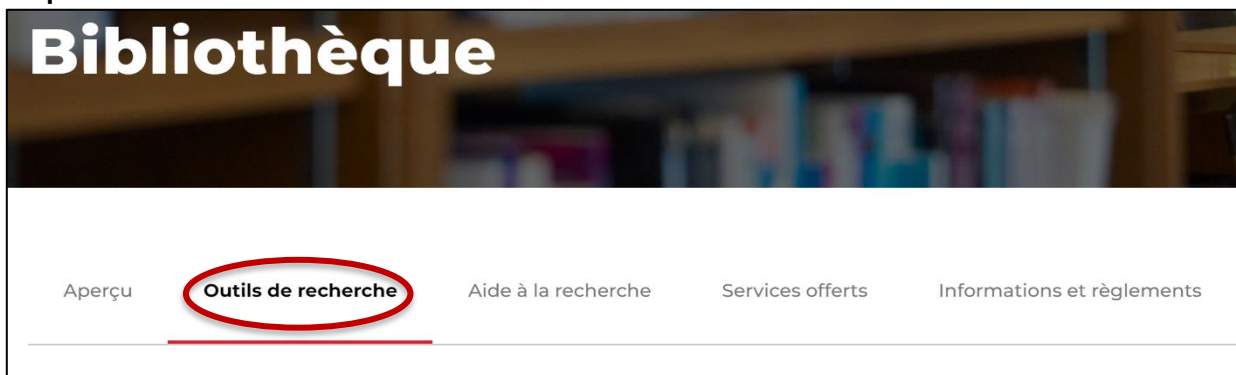 Bibliothèque
Aperçu Outils de recherche Aide à la recherche Services offerts Informations et règlements